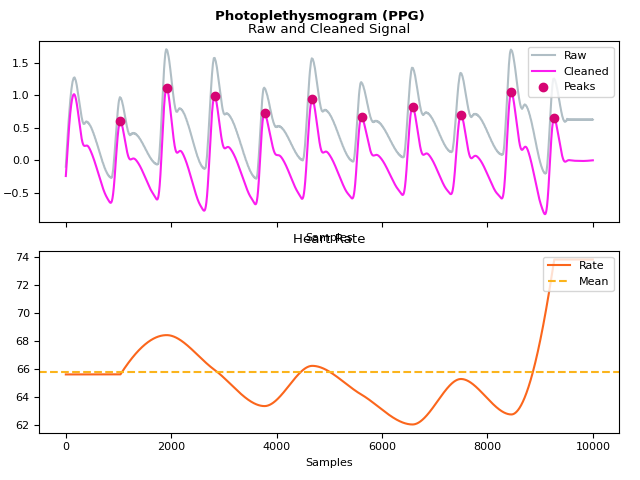 Photoplethysmogram (PPG)
Raw and Cleaned Signal
1.5
1.0
0.5
0.0
−0.5
Raw
Cleaned
Peaks
Samples
Heart Rate
74
72
70
68
66
64
62
Rate
Mean
0 2000 4000 6000 8000 10000
Samples